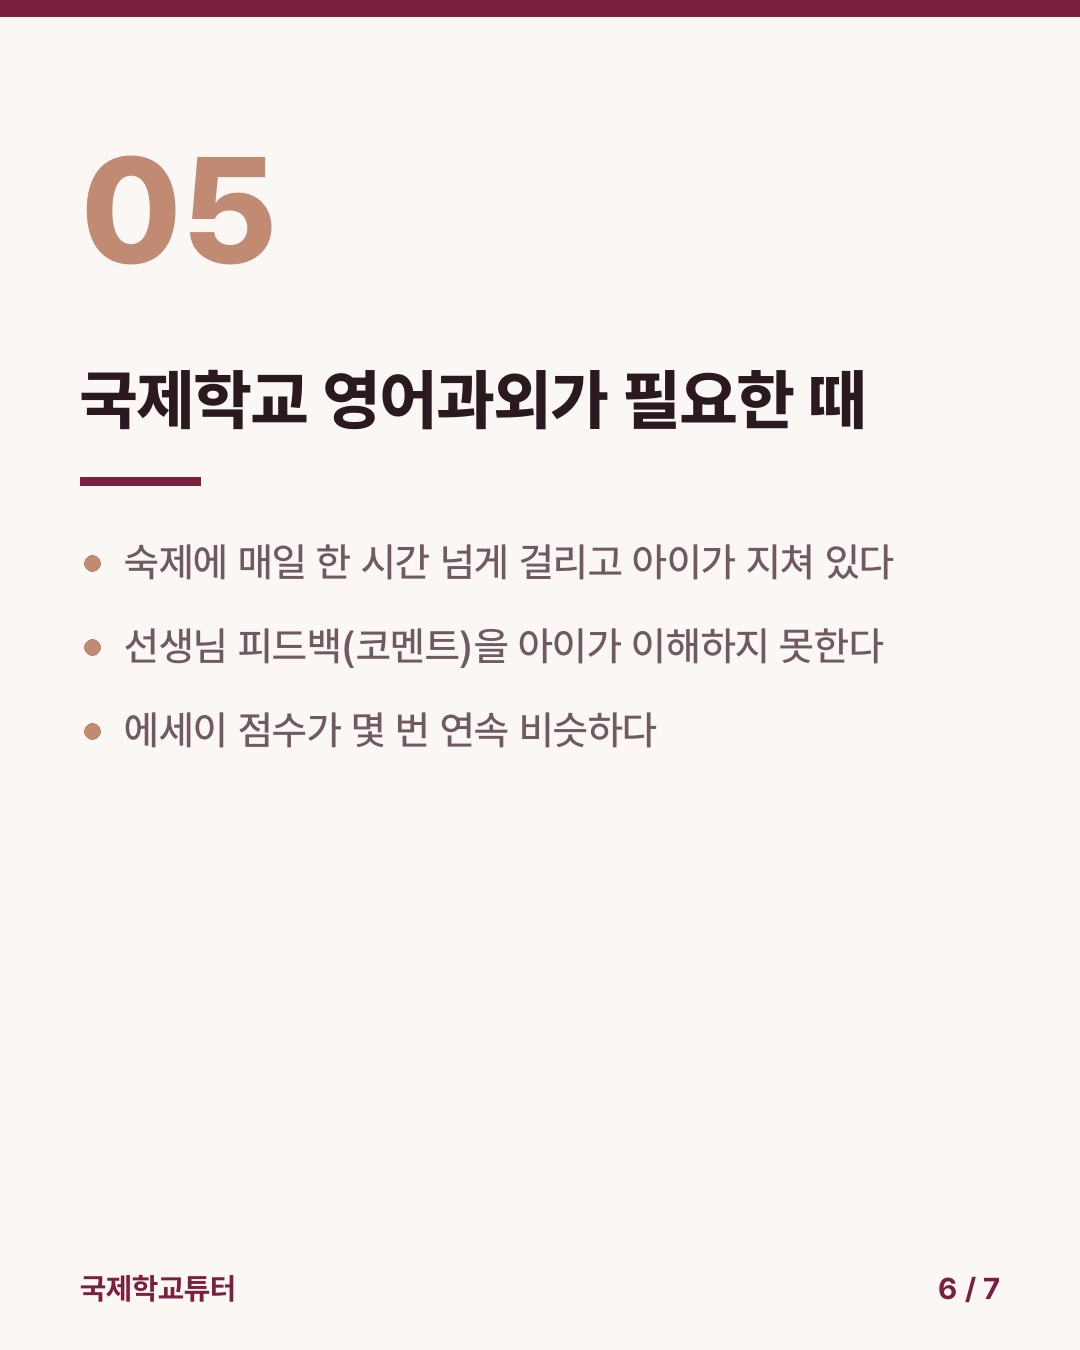 05
국제학교 영어과외가 필요한 때
숙제에 매일 한 시간 넘게 걸리고 아이가 지쳐 있다
선생님 피드백(코멘트)을 아이가 이해하지 못한다
에세이 점수가 몇 번 연속 비슷하다
국제학교튜터
6 / 7